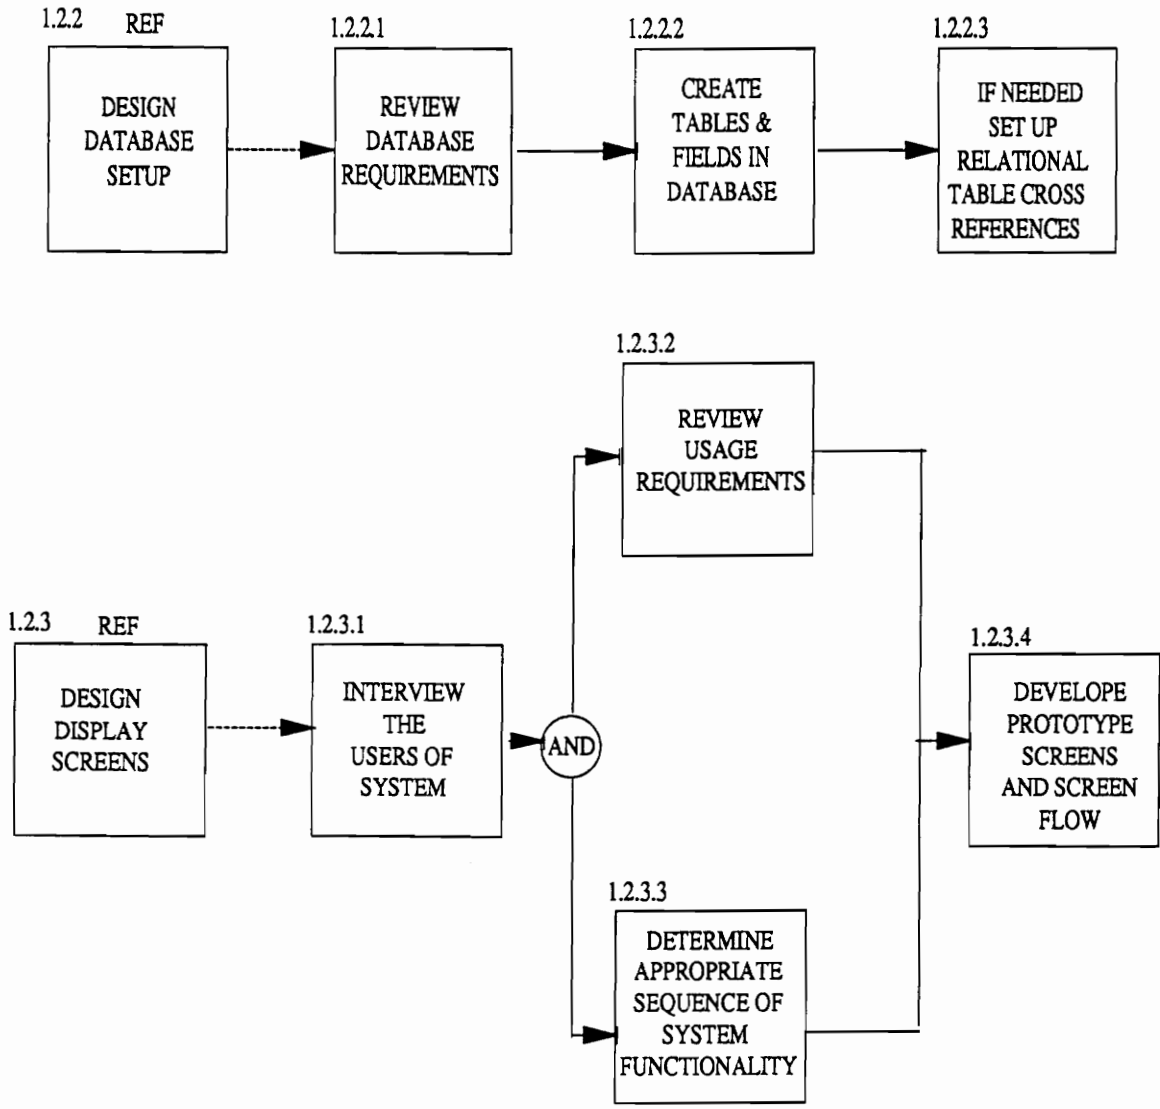 1.2.2 REF
DESIGN
DATABASE
SETUP
1.2.2.1
REVIEW
DATABASE
REQUIREMENTS
1.2.2.2
CREATE
TABLES &
FIELDS IN
DATABASE
1.2.2.3
IF NEEDED
SET UP
RELATIONAL
TABLE CROSS
REFERENCES
1.2.3 REF
DESIGN
DISPLAY
SCREENS
1.2.3.1
INTERVIEW
THE
USERS OF
SYSTEM
AND
1.2.3.2
REVIEW
USAGE
REQUIREMENTS
1.2.3.3
DETERMINE
APPROPRIATE
SEQUENCE OF
SYSTEM
FUNCTIONALITY
1.2.3.4
DEVELOPE
PROTOTYPE
SCREENS
AND SCREEN
FLOW